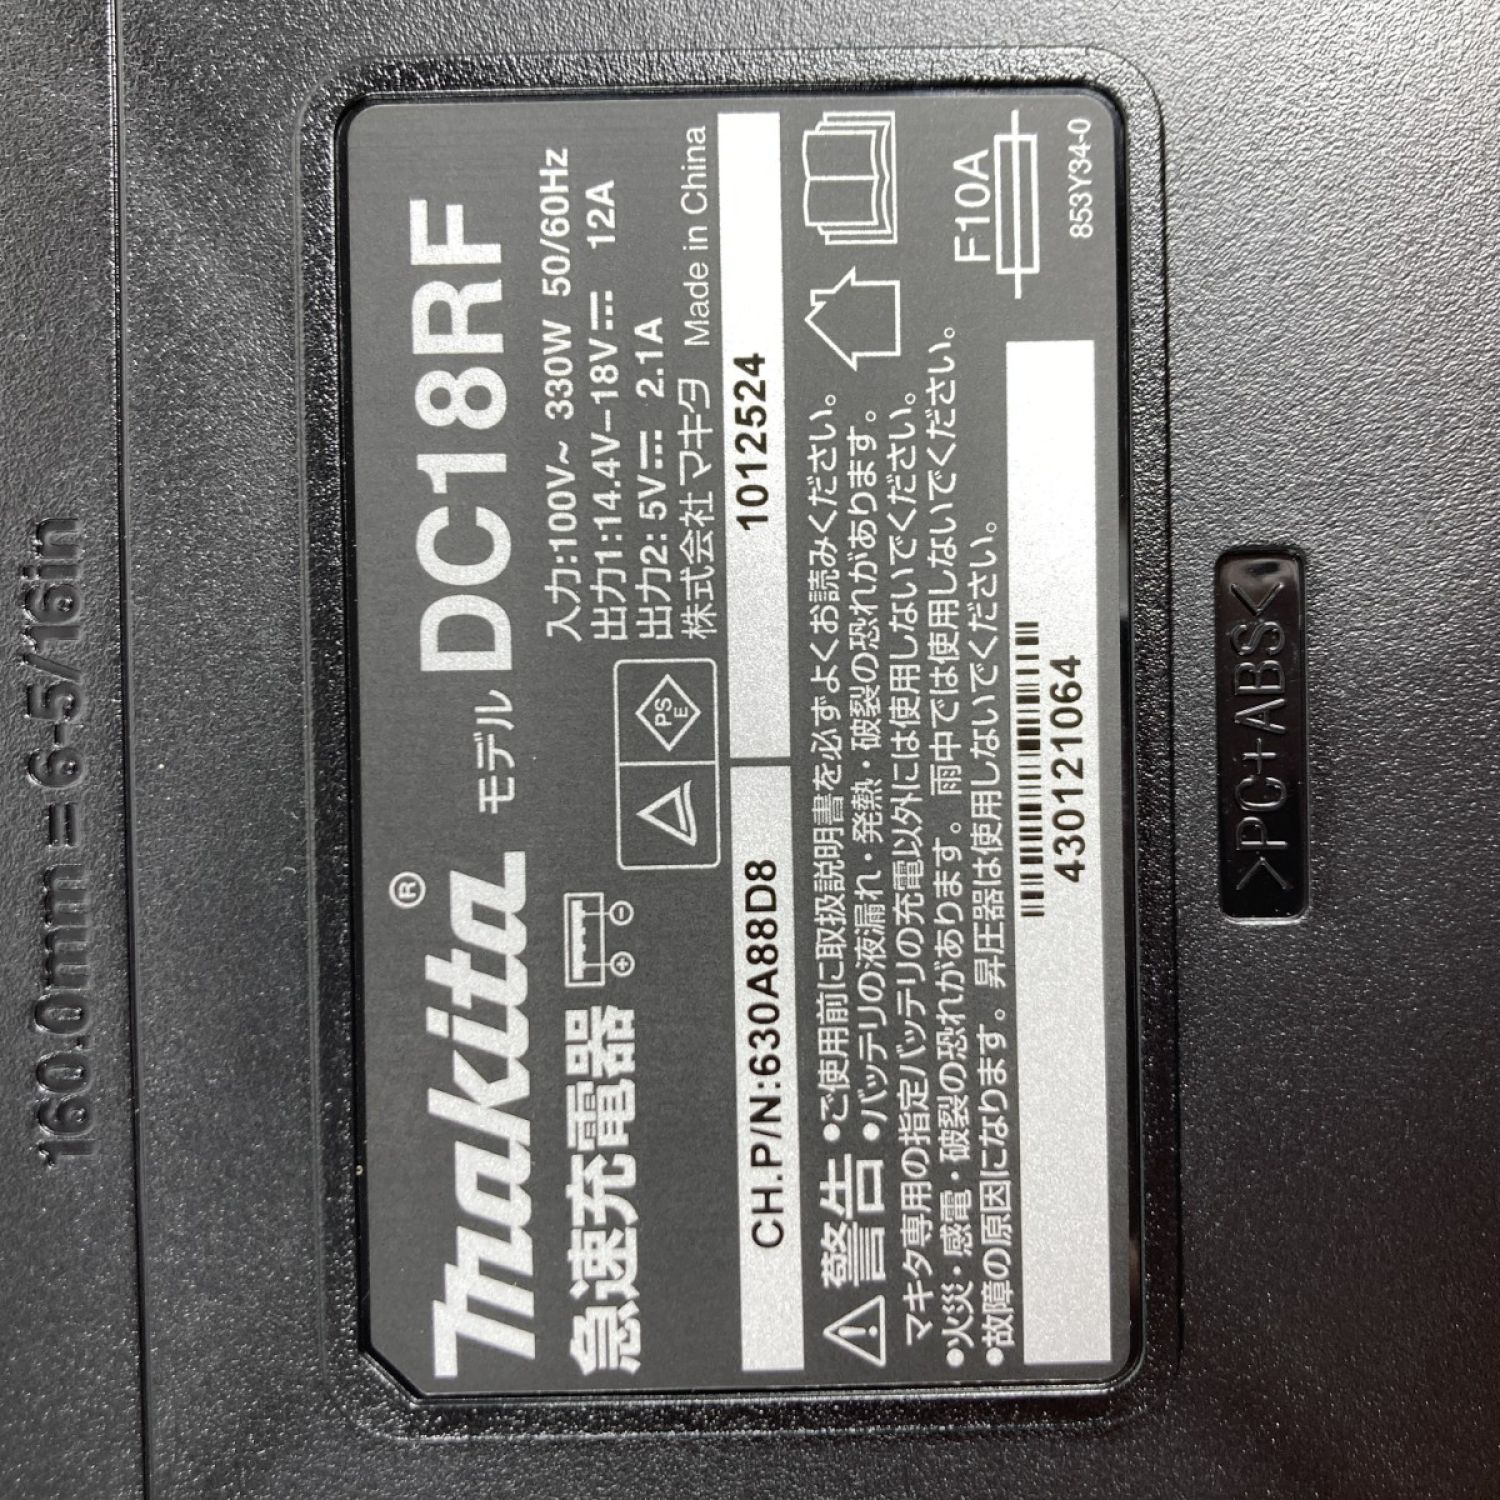 160.0mm = 6-5/16in
makita® モデル DC18RF
急速充電器
⊕ ⊖
PS
E
入力:100V~ 330W 50/60Hz
出力1:14.4V–18V⎓ 12A
出力2: 5V⎓ 2.1A
株式会社マキタ Made in China
CH.P/N:630A88D8 1012524
⚠警告 •ご使用前に取扱説明書を必ずよくお読みください。
•バッテリの液漏れ・発熱・破裂の恐れがあります。
マキタ専用の指定バッテリの充電以外には使用しないでください。
•火災・感電・破裂の恐れがあります。雨中では使用しないでください。
•故障の原因になります。昇圧器は使用しないでください。
F10A
430121064
853Y34-0
>PC+ABS<